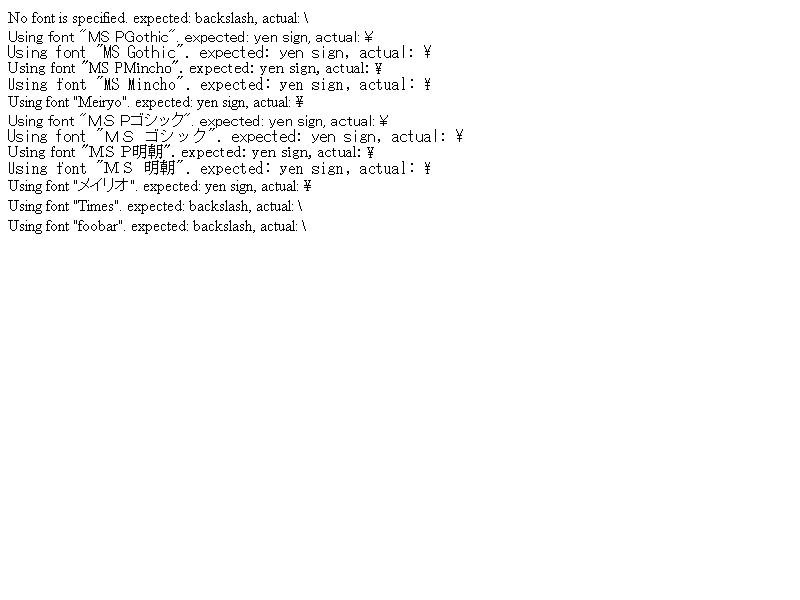 No font is specified. expected: backslash, actual: \
Using font "MS PGothic". expected: yen sign, actual: ¥
Using font "MS Gothic". expected: yen sign, actual: ¥
Using font "MS PMincho". expected: yen sign, actual: ¥
Using font "MS Mincho". expected: yen sign, actual: ¥
Using font "Meiryo". expected: yen sign, actual: ¥
Using font "ＭＳ Ｐゴシック". expected: yen sign, actual: ¥
Using font "ＭＳ ゴシック". expected: yen sign, actual: ¥
Using font "ＭＳ Ｐ明朝". expected: yen sign, actual: ¥
Using font "ＭＳ 明朝". expected: yen sign, actual: ¥
Using font "メイリオ". expected: yen sign, actual: ¥
Using font "Times". expected: backslash, actual: \
Using font "foobar". expected: backslash, actual: \